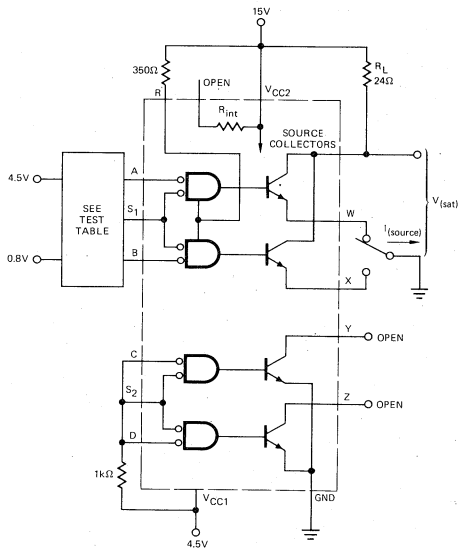 15V
350Ω
OPEN
R
VCC2
RL
24Ω
Rint
SOURCE
COLLECTORS
4.5V
A
SEE
TEST
TABLE
S1
W
V(sat)
I(source)
0.8V
B
X
C
Y
OPEN
S2
Z
OPEN
D
1kΩ
VCC1
GND
4.5V